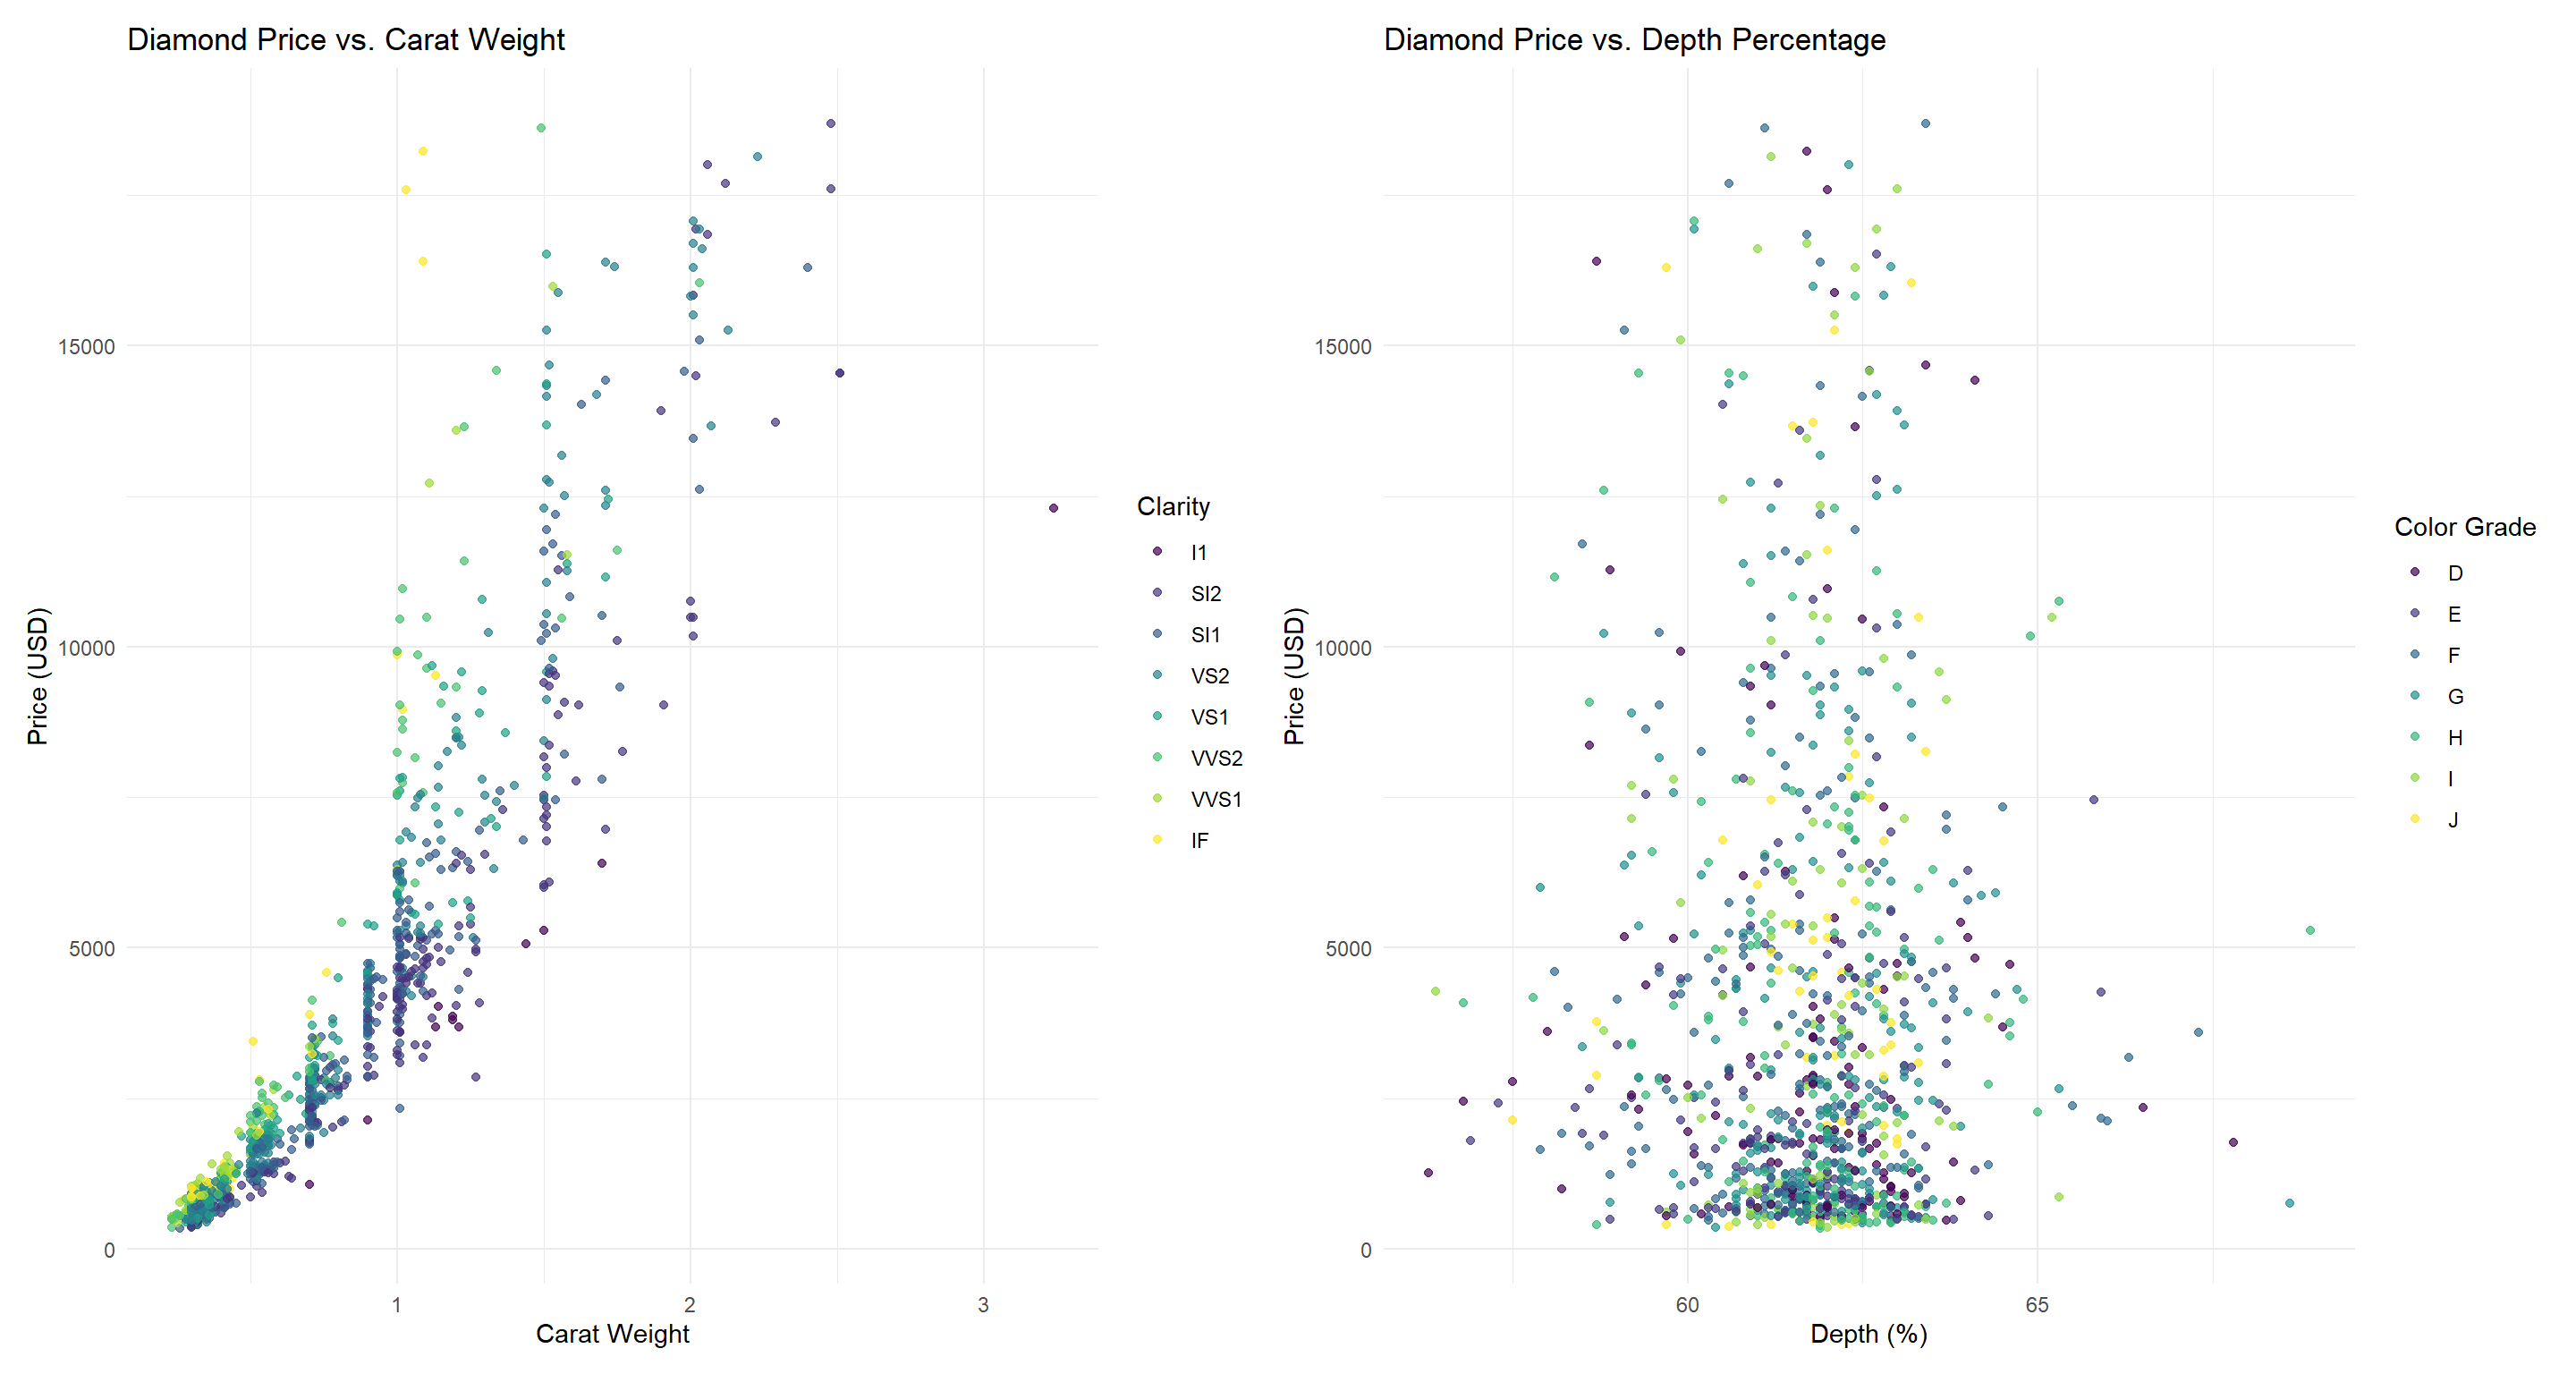 Diamond Price vs. Carat Weight
Price (USD)
15000
10000
5000
0
1 2 3
Carat Weight
Clarity
I1
SI2
SI1
VS2
VS1
VVS2
VVS1
IF
Diamond Price vs. Depth Percentage
Price (USD)
15000
10000
5000
0
60 65
Depth (%)
Color Grade
D
E
F
G
H
I
J